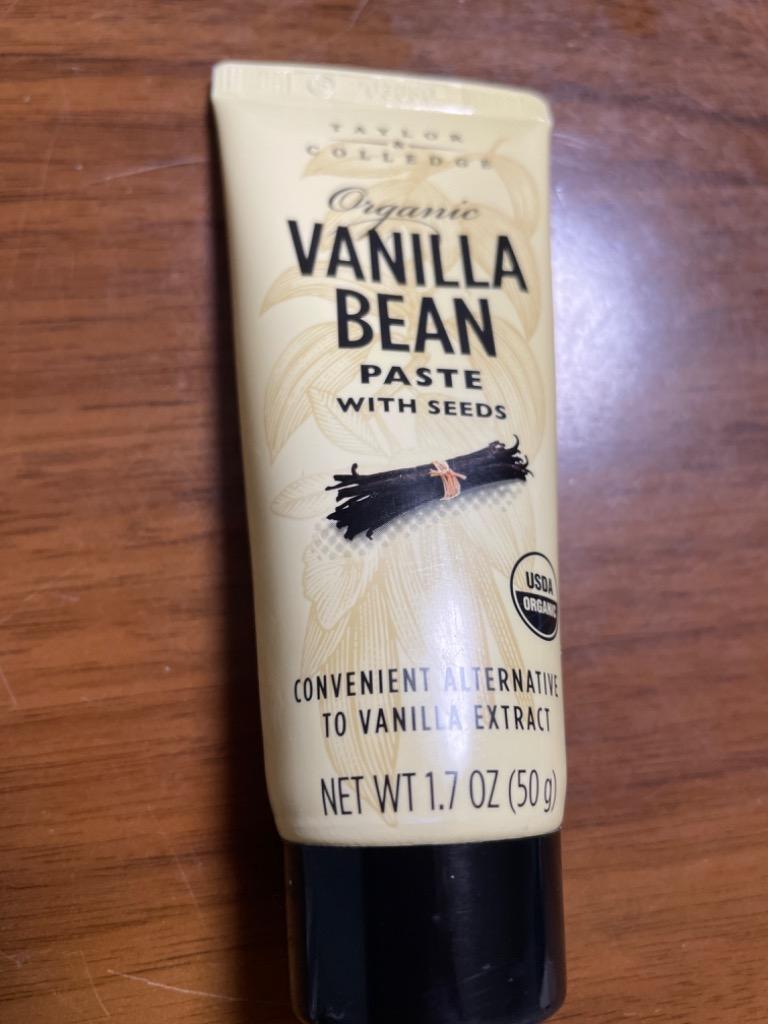 TAYLOR
&
COLLEDGE
Organic
VANILLA
BEAN
PASTE
WITH SEEDS
USDA
ORGANIC
CONVENIENT ALTERNATIVE
TO VANILLA EXTRACT
NET WT 1.7 OZ (50 g)